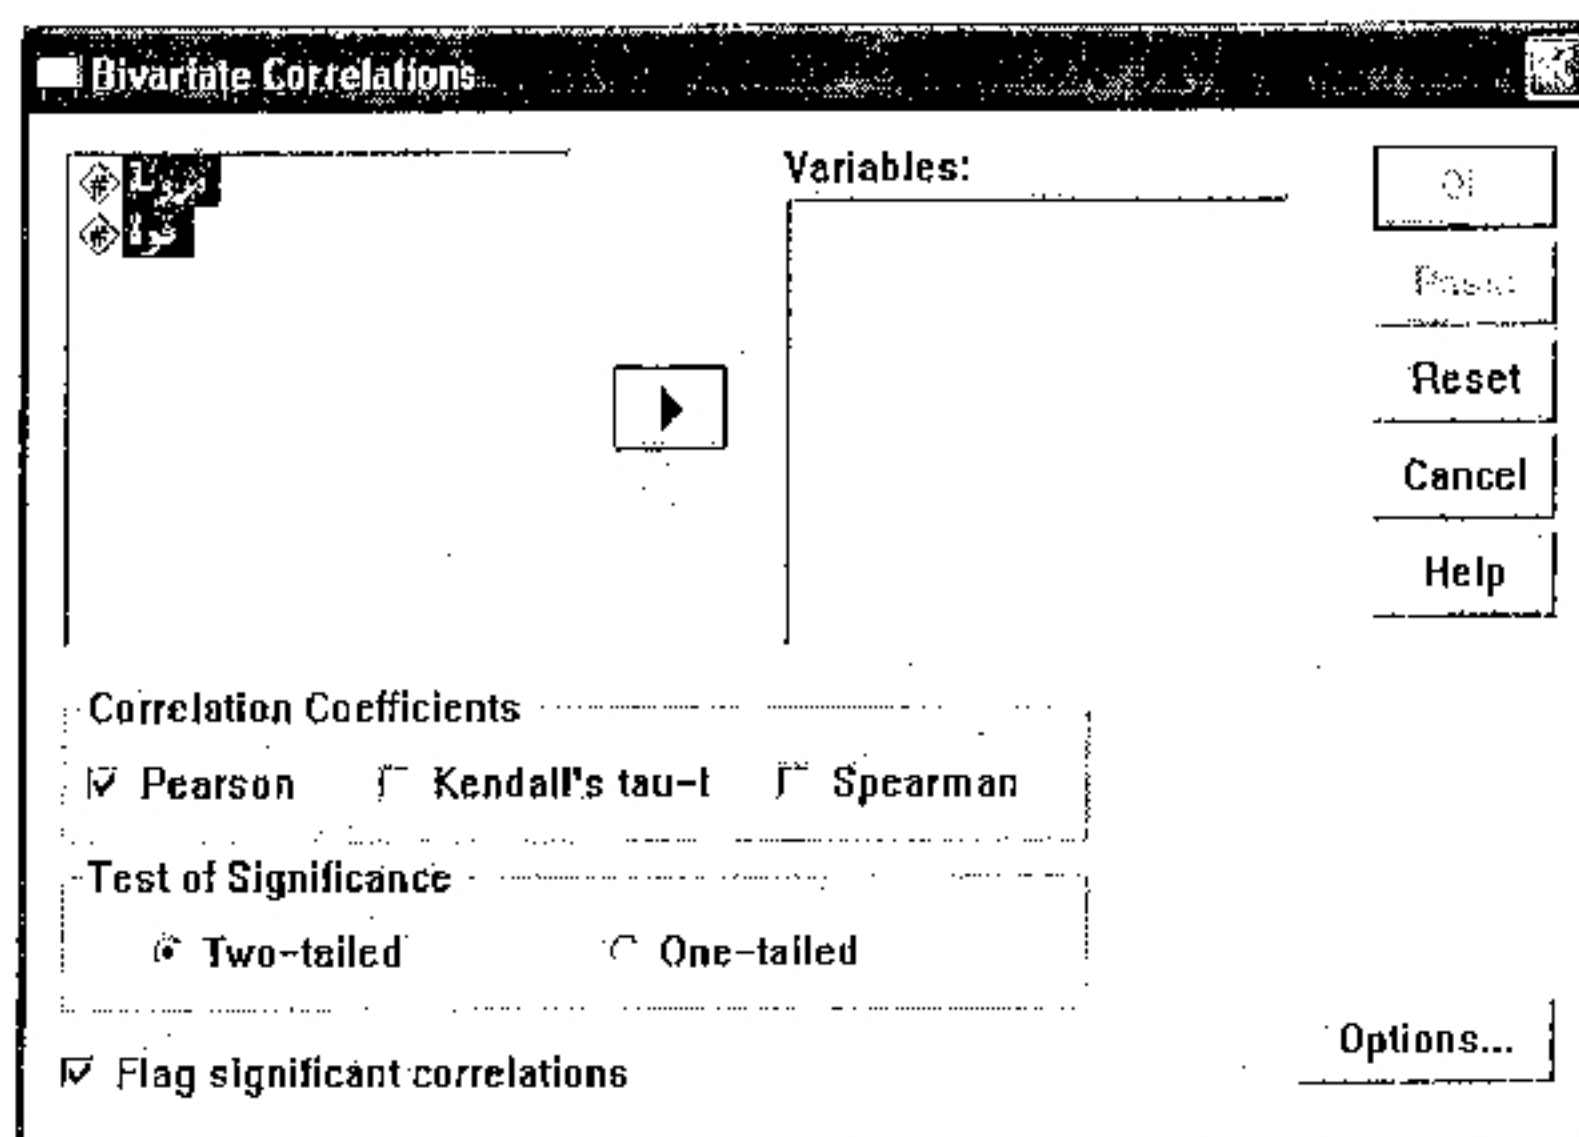 Bivariate Correlations
Variables:
Reset
Cancel
Help
Correlation Coefficients
Pearson Kendall's tau-t Spearman
Test of Significance
Two-tailed One-tailed
Options...
Flag significant correlations